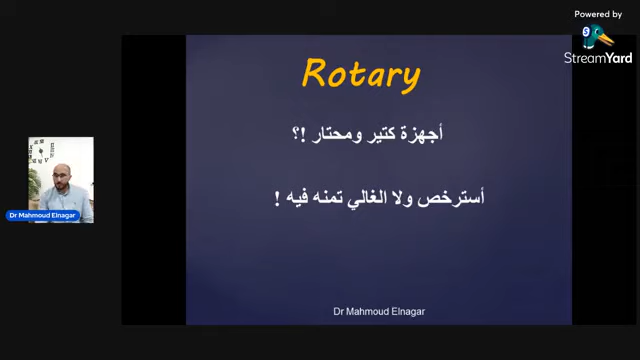 Powered by
StreamYard
Rotary
أجهزة كتير ومحتار !؟
أسترخص ولا الغالي تمنه فيه !
Dr Mahmoud Elnagar
Dr Mahmoud Elnagar